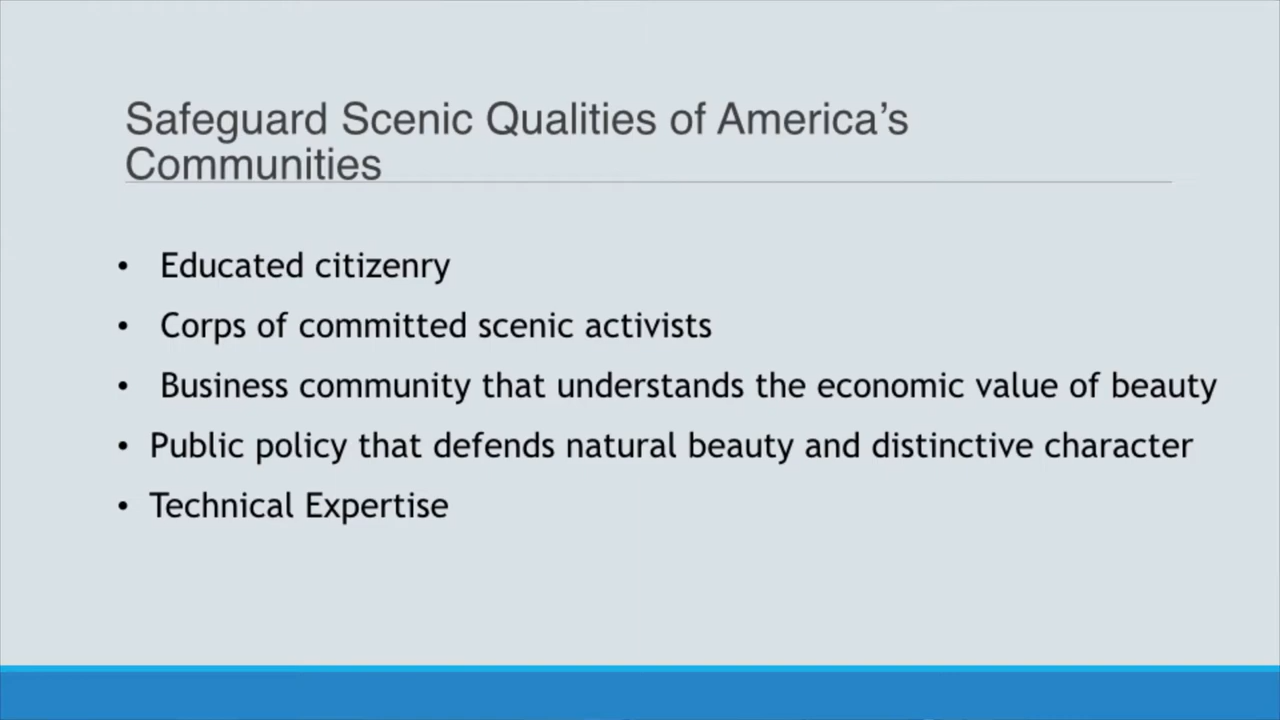 Safeguard Scenic Qualities of America’s
Communities
• Educated citizenry
• Corps of committed scenic activists
• Business community that understands the economic value of beauty
• Public policy that defends natural beauty and distinctive character
• Technical Expertise